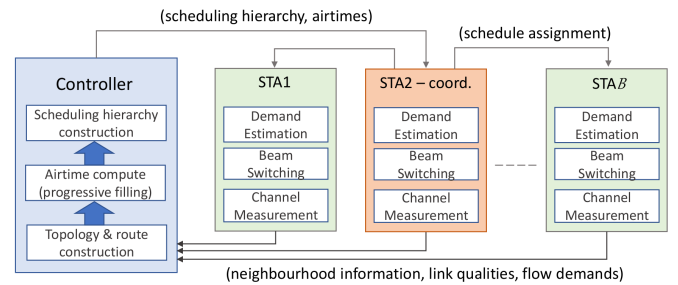 (scheduling hierarchy, airtimes)
(schedule assignment)
Controller
Scheduling hierarchy
construction
Airtime compute
(progressive filling)
Topology & route
construction
STA1
Demand
Estimation
Beam
Switching
Channel
Measurement
STA2 – coord.
Demand
Estimation
Beam
Switching
Channel
Measurement
STAB
Demand
Estimation
Beam
Switching
Channel
Measurement
(neighbourhood information, link qualities, flow demands)